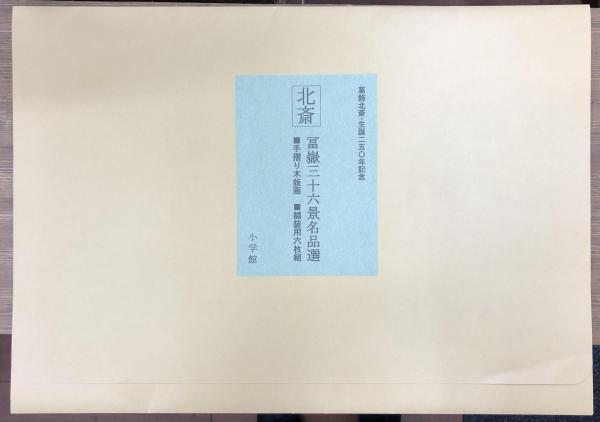 葛飾北斎・生誕二五〇年記念
北斎
冨嶽三十六景名品選
■手摺り木版画 ■額装用六枚組
小学館